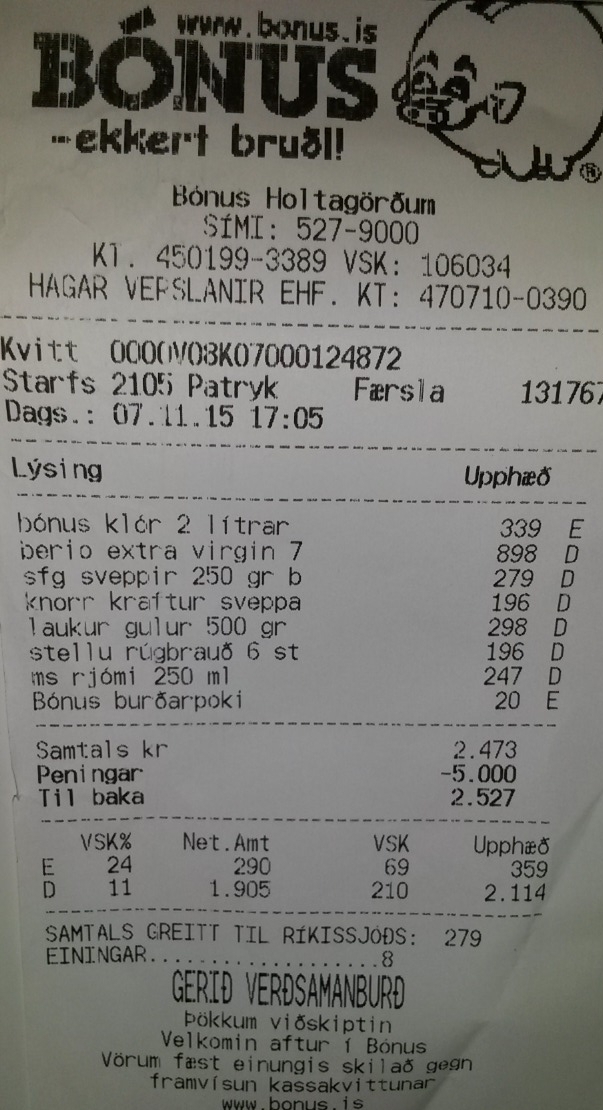 www.bonus.is
BÓNUS
-ekkert bruðl!
Bónus Holtagörðum
SÍMI: 527-9000
KT. 450199-3389 VSK: 106034
HAGAR VERSLANIR EHF. KT: 470710-0390
Kvitt 0000V08K07000124872
Starfs 2105 Patryk Færsla 131767
Dags.: 07.11.15 17:05
Lýsing Upphæð
bónus klór 2 lítrar 339 E
berio extra virgin 7 898 D
sfg sveppir 250 gr b 279 D
knorr kraftur sveppa 196 D
laukur gulur 500 gr 298 D
stellu rúgbrauð 6 st 196 D
ms rjómi 250 ml 247 D
Bónus burðarpoki 20 E
Samtals kr 2.473
Peningar -5.000
Til baka 2.527
VSK% Net.Amt VSK Upphæð
E 24 290 69 359
D 11 1.905 210 2.114
SAMTALS GREITT TIL RÍKISSJÓÐS: 279
EININGAR..................8
GERIÐ VERÐSAMANBURÐ
Þökkum viðskiptin
Velkomin aftur í Bónus
Vörum fæst einungis skilað gegn
framvísun kassakvittunar
www.bonus.is